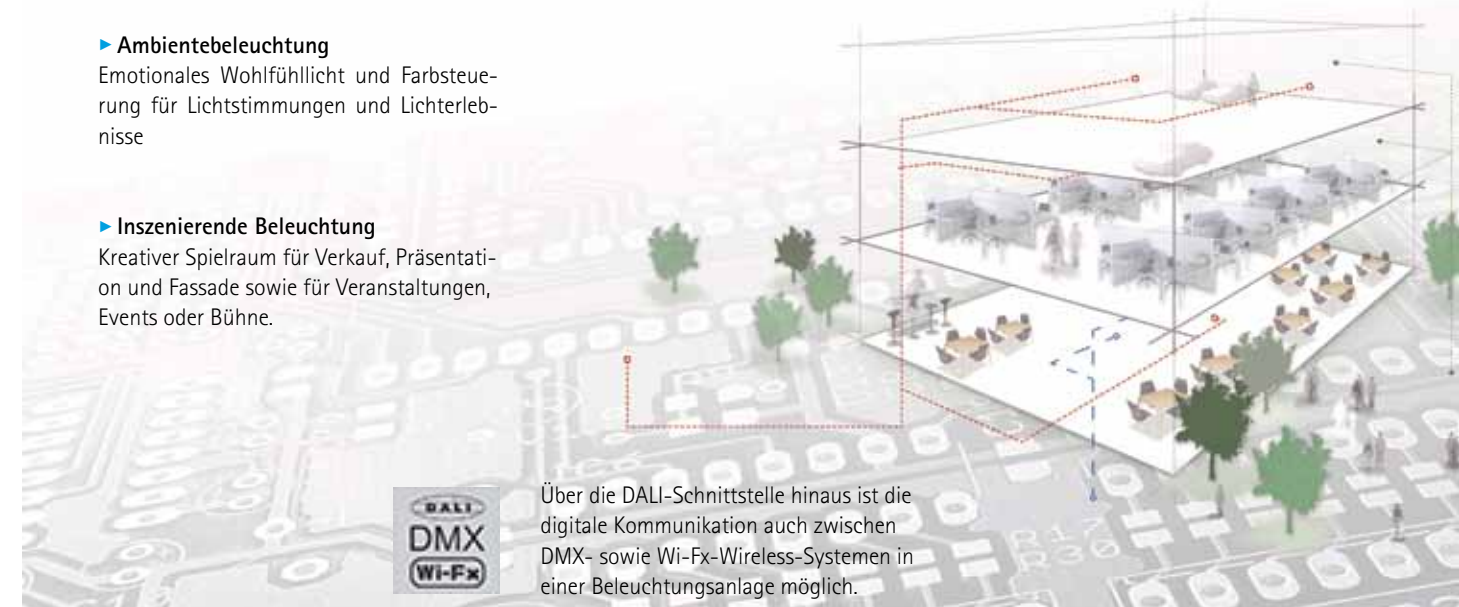 ► Ambientebeleuchtung
Emotionales Wohlfühllicht und Farbsteue-
rung für Lichtstimmungen und Lichterleb-
nisse
► Inszenierende Beleuchtung
Kreativer Spielraum für Verkauf, Präsentati-
on und Fassade sowie für Veranstaltungen,
Events oder Bühne.
DALI
DMX
Wi-Fx
Über die DALI-Schnittstelle hinaus ist die
digitale Kommunikation auch zwischen
DMX- sowie Wi-Fx-Wireless-Systemen in
einer Beleuchtungsanlage möglich.